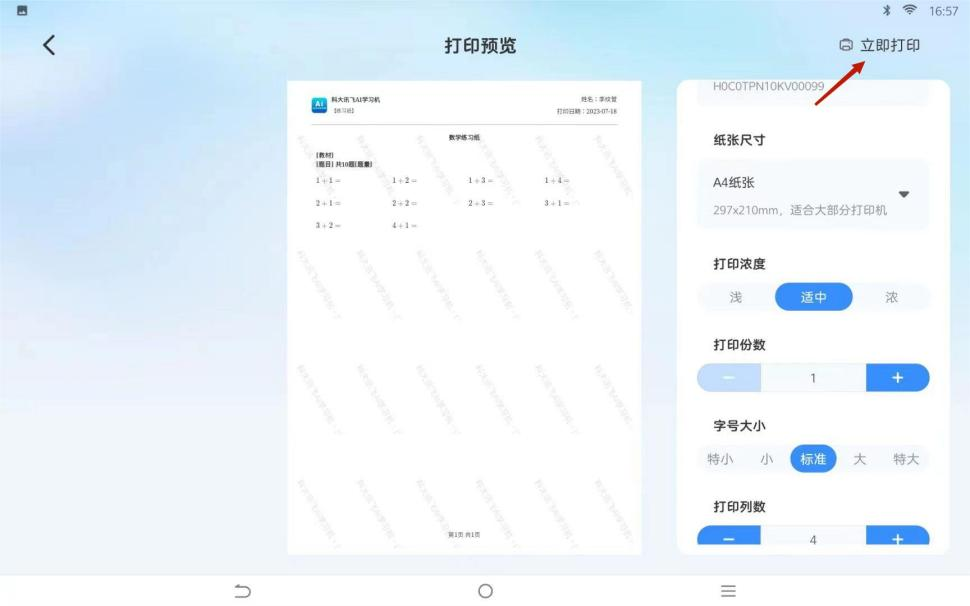 16:57
打印预览
立即打印
科大讯飞AI学习机
【练习纸】
打印日期：2023-07-18
数学练习纸
[教材]
[题目] 共10题[题量]
1 + 1 = 1 + 2 = 1 + 3 = 1 + 4 =
2 + 1 = 2 + 2 = 2 + 3 = 3 + 1 =
3 + 2 = 4 + 1 =
第1页 共1页
H0C0TPN10KV00099
纸张尺寸
A4纸张
297x210mm，适合大部分打印机
打印浓度
浅 适中 浓
打印份数
− 1 +
字号大小
特小 小 标准 大 特大
打印列数
− 4 +